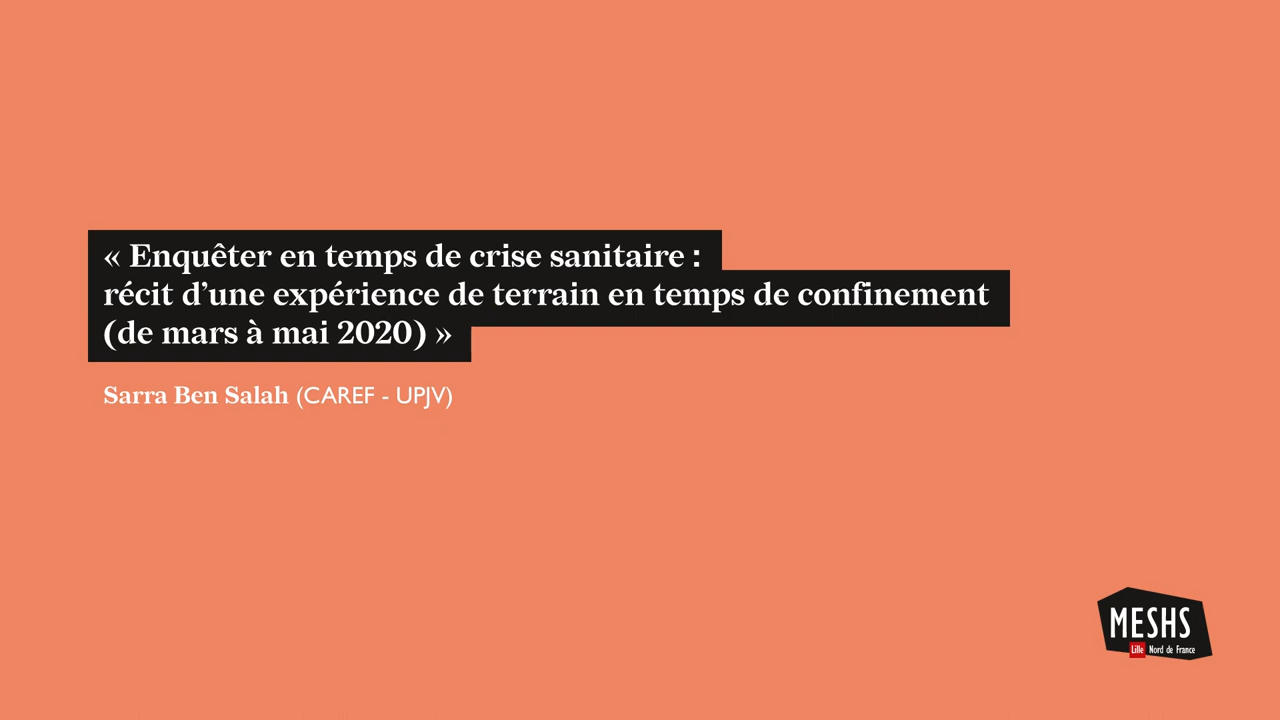 « Enquêter en temps de crise sanitaire :
récit d’une expérience de terrain en temps de confinement
(de mars à mai 2020) »
Sarra Ben Salah (CAREF - UPJV)
MESHS
Lille Nord de France